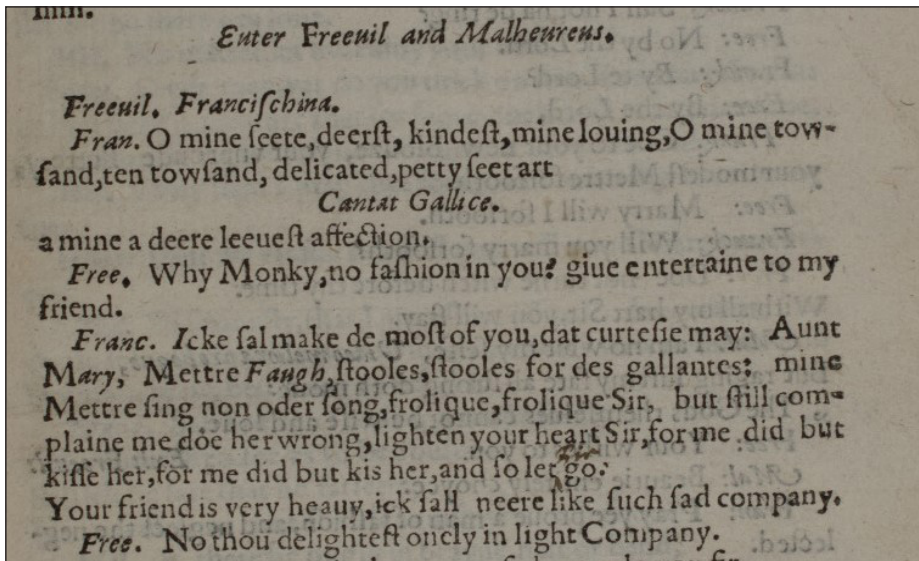 Enter Freeuil and Malheureus.
Freeuil. Franciſchina.
Fran. O mine ſeete,deerſt, kindeſt,mine louing,O mine tow-
ſand,ten towſand, delicated,petty ſeet art
Cantat Gallice.
a mine a deere leeueſt affection.
Free. Why Monky,no faſhion in you? giue entertaine to my
friend.
Franc. Icke ſal make de moſt of you,dat curteſie may: Aunt
Mary, Mettre Faugh,ſtooles,ſtooles for des gallantes: mine
Mettre ſing non oder ſong,frolique,frolique Sir. but ſtill com-
plaine me doe her wrong,lighten your heart Sir,for me did but
kiſſe her,for me did but kis her,and ſo let go:
Your friend is very heauy,ick ſall neere like ſuch ſad company.
Free. No thou delighteſt onely in light Company.